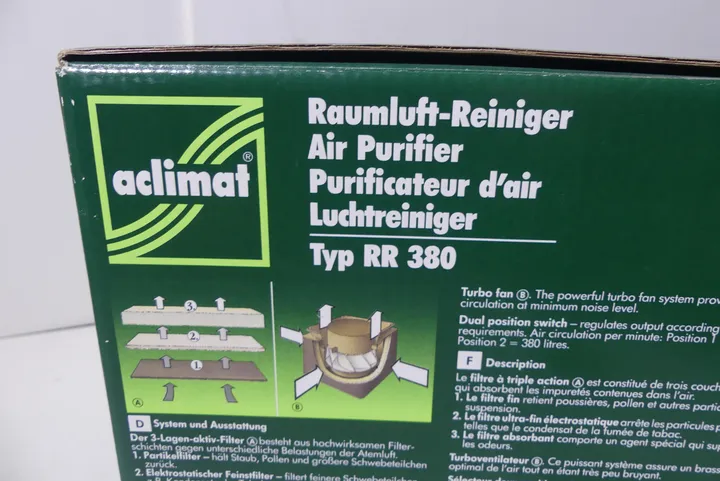 aclimat®
Raumluft-Reiniger
Air Purifier
Purificateur d'air
Luchtreiniger
Typ RR 380
3.
2.
1.
A
B
D System und Ausstattung
Der 3-Lagen-aktiv-Filter (A) besteht aus hochwirksamen Filter-
schichten gegen unterschiedliche Belastungen der Atemluft.
1. Partikelfilter – hält Staub, Pollen und größere Schwebeteilchen
zurück.
2. Elektrostatischer Feinstfilter – filtert feinere Schwebeteilchen
Turbo fan (B). The powerful turbo fan system prov
circulation at minimum noise level.
Dual position switch – regulates output according
requirements. Air circulation per minute: Position 1
Position 2 = 380 litres.
F Description
Le filtre à triple action (A) est constitué de trois couch
qui absorbent les impuretés contenues dans l'air.
1. Le filtre fin retient poussières, pollen et autres partic
suspension.
2. Le filtre ultra-fin électrostatique arrête les particules p
telles que le condensat de la fumée de tabac.
3. Le filtre absorbant comporte un agent spécial qui sup
les odeurs.
Turboventilateur (B). Ce puissant système assure un brass
optimal de l'air tout en étant très peu bruyant.